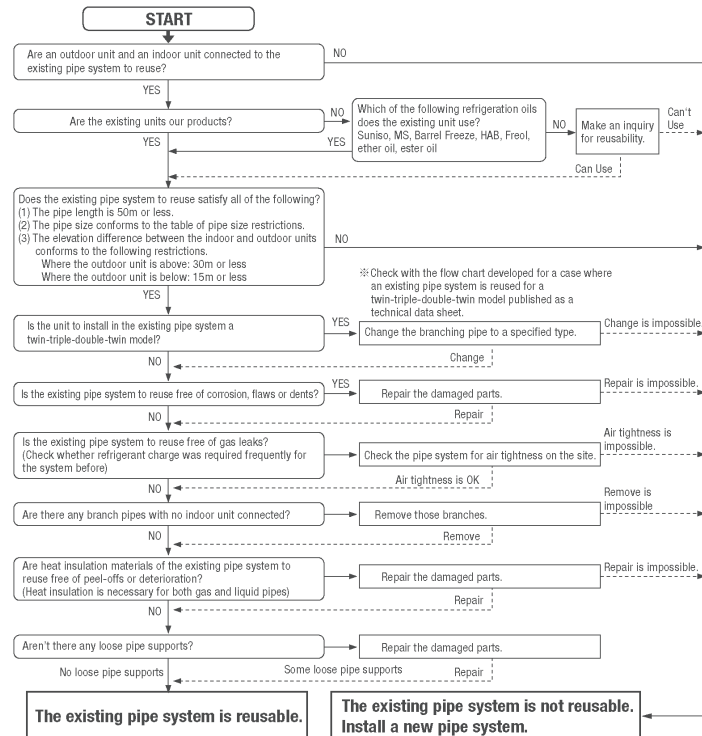 START
Are an outdoor unit and an indoor unit connected to the
existing pipe system to reuse?
NO
YES
Are the existing units our products?
NO
YES
Which of the following refrigeration oils
does the existing unit use?
Suniso, MS, Barrel Freeze, HAB, Freol,
ether oil, ester oil
NO
YES
Make an inquiry
for reusability.
Can't
Use
Can Use
Does the existing pipe system to reuse satisfy all of the following?
(1) The pipe length is 50m or less.
(2) The pipe size conforms to the table of pipe size restrictions.
(3) The elevation difference between the indoor and outdoor units
conforms to the following restrictions.
Where the outdoor unit is above: 30m or less
Where the outdoor unit is below: 15m or less
NO
YES
※Check with the flow chart developed for a case where
an existing pipe system is reused for a
twin-triple-double-twin model published as a
technical data sheet.
Is the unit to install in the existing pipe system a
twin-triple-double-twin model?
YES
Change the branching pipe to a specified type.
Change is impossible
NO
Change
Is the existing pipe system to reuse free of corrosion, flaws or dents?
YES
Repair the damaged parts.
Repair is impossible.
NO
Repair
Is the existing pipe system to reuse free of gas leaks?
(Check whether refrigerant charge was required frequently for
the system before)
Check the pipe system for air tightness on the site.
Air tightness is
impossible.
NO
Air tightness is OK
Are there any branch pipes with no indoor unit connected?
Remove those branches.
Remove is
impossible
NO
Remove
Are heat insulation materials of the existing pipe system to
reuse free of peel-offs or deterioration?
(Heat insulation is necessary for both gas and liquid pipes)
Repair the damaged parts.
Repair is impossible.
NO
Repair
Aren't there any loose pipe supports?
Repair the damaged parts.
No loose pipe supports
Some loose pipe supports
Repair
The existing pipe system is reusable.
The existing pipe system is not reusable.
Install a new pipe system.